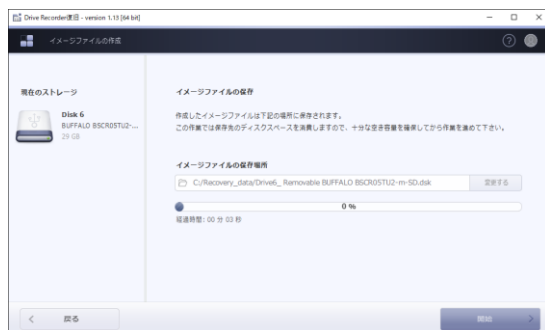 Drive Recorder復旧 - version 1.13 [64 bit]
イメージファイルの作成
現在のストレージ
Disk 6
BUFFALO BSCR05TU2-...
29 GB
イメージファイルの保存
作成したイメージファイルは下記の場所に保存されます。
この作業では保存先のディスクスペースを消費しますので、十分な空き容量を確保してから作業を進めて下さい。
イメージファイルの保存場所
C:/Recovery_data/Drive6_ Removable BUFFALO BSCR05TU2-m-SD.dsk
変更する
0 %
経過時間: 00 分 03 秒
戻る
開始